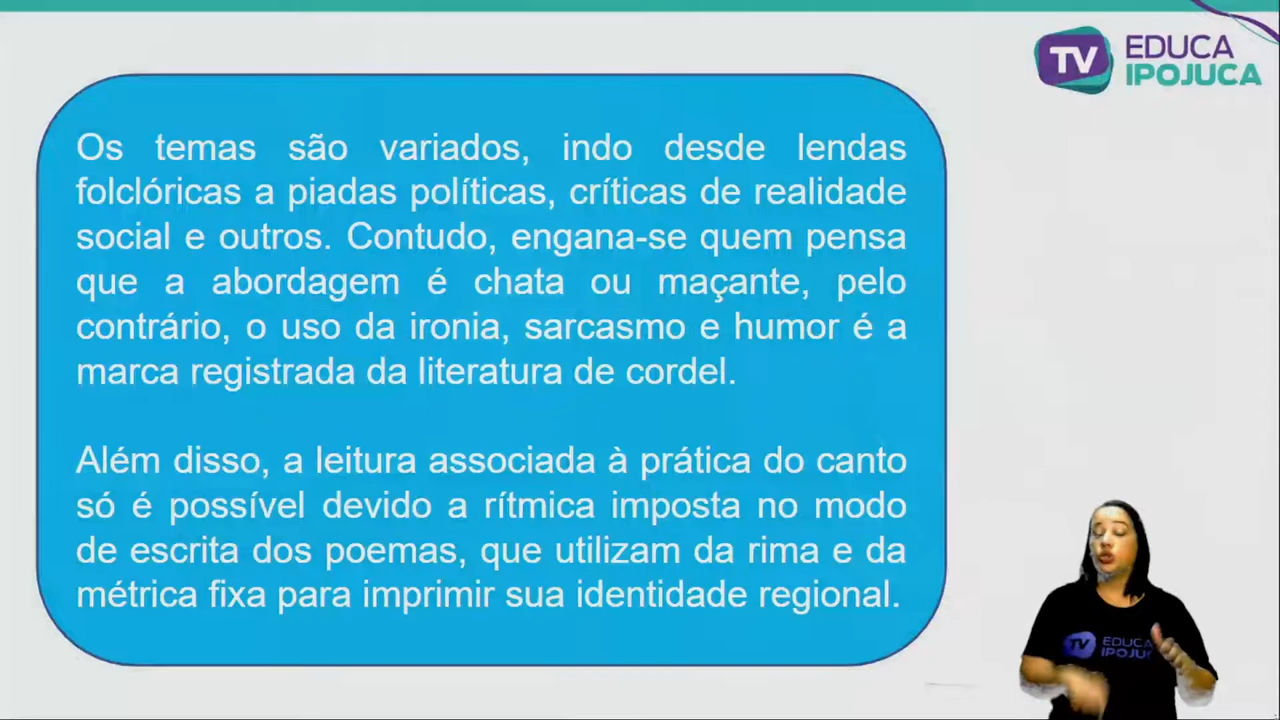 TV EDUCA
IPOJUCA
Os temas são variados, indo desde lendas
folclóricas a piadas políticas, críticas de realidade
social e outros. Contudo, engana-se quem pensa
que a abordagem é chata ou maçante, pelo
contrário, o uso da ironia, sarcasmo e humor é a
marca registrada da literatura de cordel.
Além disso, a leitura associada à prática do canto
só é possível devido a rítmica imposta no modo
de escrita dos poemas, que utilizam da rima e da
métrica fixa para imprimir sua identidade regional.
TV EDUCA
IPOJU